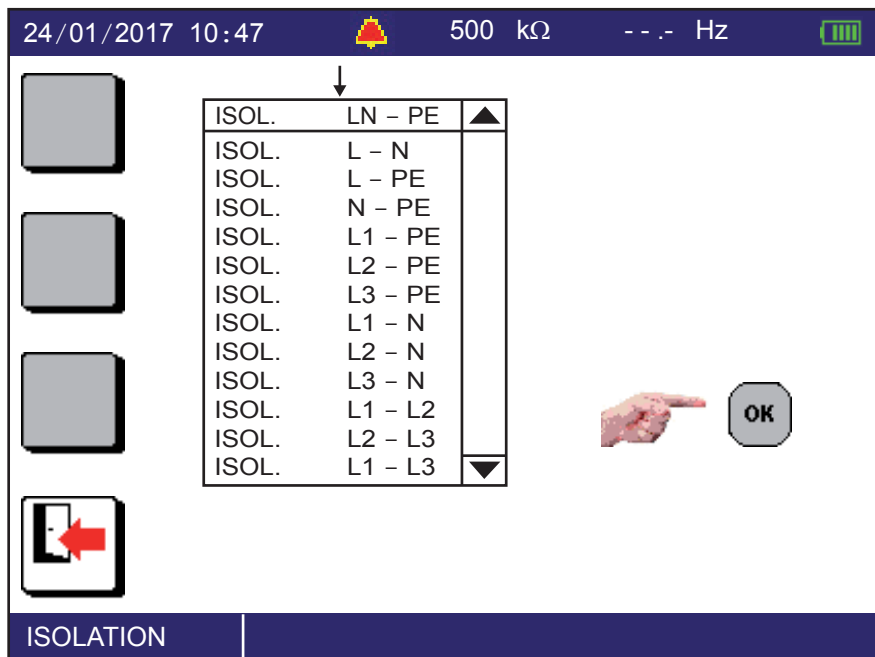 24/01/2017 10:47 500 kΩ - - .- Hz
ISOL. LN – PE
ISOL. L – N
ISOL. L – PE
ISOL. N – PE
ISOL. L1 – PE
ISOL. L2 – PE
ISOL. L3 – PE
ISOL. L1 – N
ISOL. L2 – N
ISOL. L3 – N
ISOL. L1 – L2
ISOL. L2 – L3
ISOL. L1 – L3
OK
ISOLATION